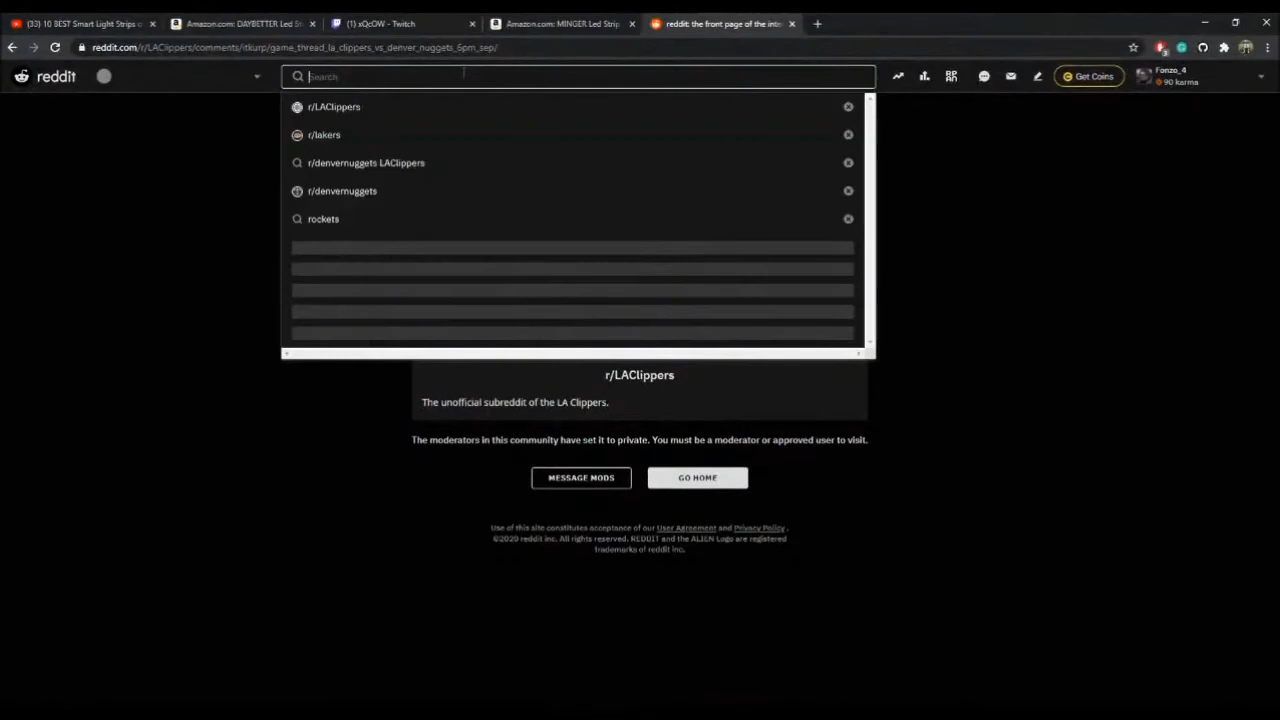 (33) 10 BEST Smart Light Strips o
Amazon.com: DAYBETTER Led St
(1) xQcOW - Twitch
Amazon.com: MINGER Led Strip
reddit: the front page of the inte
reddit.com/r/LAClippers/comments/itkurp/game_thread_la_clippers_vs_denver_nuggets_6pm_sep/
reddit
Search
Get Coins
Fonzo_4
90 karma
r/LAClippers
r/lakers
r/denvernuggets LAClippers
r/denvernuggets
rockets
r/LAClippers
The unofficial subreddit of the LA Clippers.
The moderators in this community have set it to private. You must be a moderator or approved user to visit.
MESSAGE MODS
GO HOME
Use of this site constitutes acceptance of our User Agreement and Privacy Policy .
©2020 reddit inc. All rights reserved. REDDIT and the ALIEN Logo are registered
trademarks of reddit inc.